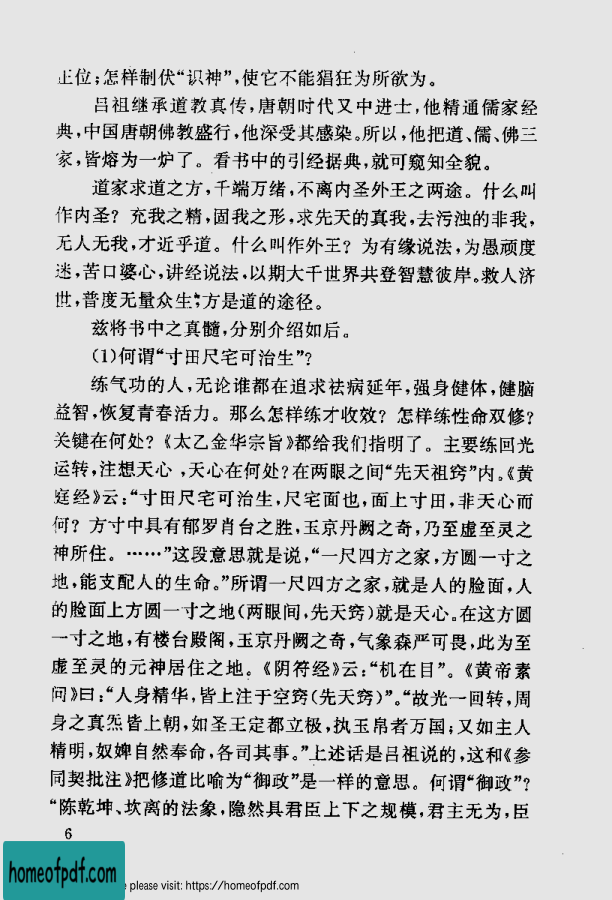 正位;怎样制伏“识神”,使它不能猖狂为所欲为。
吕祖继承道教真传,唐朝时代又中进士,他精通儒家经
典,中国唐朝佛教盛行,他深受其感染。所以,他把道、儒、佛三
家,皆熔为一炉了。看书中的引经据典,就可窥知全貌。
道家求道之方,千端万绪,不离内圣外王之两途。什么叫
作内圣?充我之精,固我之形,求先天的真我,去污浊的非我,
无人无我,才近乎道。什么叫作外王?为有缘说法,为愚顽度
迷,苦口婆心,讲经说法.以期大千世界共登智慧彼岸。救人济
世,普度无量众生;方是道的途径。
兹将书中之真髓,分别介绍如后。
(1)何谓“寸田尺宅可治生”?
练气功的人,无论谁都在追求祛病延年,强身健体,健脑
益智,恢复青春活力。那么怎样练才收效?怎样练性命双修?
关键在何处?《太乙金华宗旨》都给我们指明了。主要练回光
运转,注想天心,天心在何处?在两眼之间“先天祖窍”内。《黄
庭经》云:“寸田尺宅可治生,尺宅面也,面上寸田,非天心而
何?方寸中具有郁罗肖台之胜,玉京丹阙之奇,乃至虚至灵之
神所住。……”这段意思就是说,“一尺四方之家,方圆一寸之
地,能支配人的生命。”所谓一尺四方之家,就是人的脸面,人
的脸面上方圆一寸之地(两眼间,先天窍)就是天心。在这方圆
一寸之地,有楼台殿阁,玉京丹阙之奇,气象森严可畏,此为至
虚至灵的元神居住之地。《阴符经》云:“机在目”。《黄帝素
问》曰:“人身精华,皆上注于空窍(先天窍)”。“故光一回转,周
身之真炁皆上朝,如圣王定都立极,执玉帛者万国;又如主人
精明,奴婢自然奉命,各司其事。”上述话是吕祖说的,这和《参
同契批注》把修道比喻为“御政”是一样的意思。何谓“御政”?
“陈乾坤、坎离的法象,隐然具君臣上下之规模,君主无为,臣
6
homeofpdf.com
please visit: https://homeofpdf.com